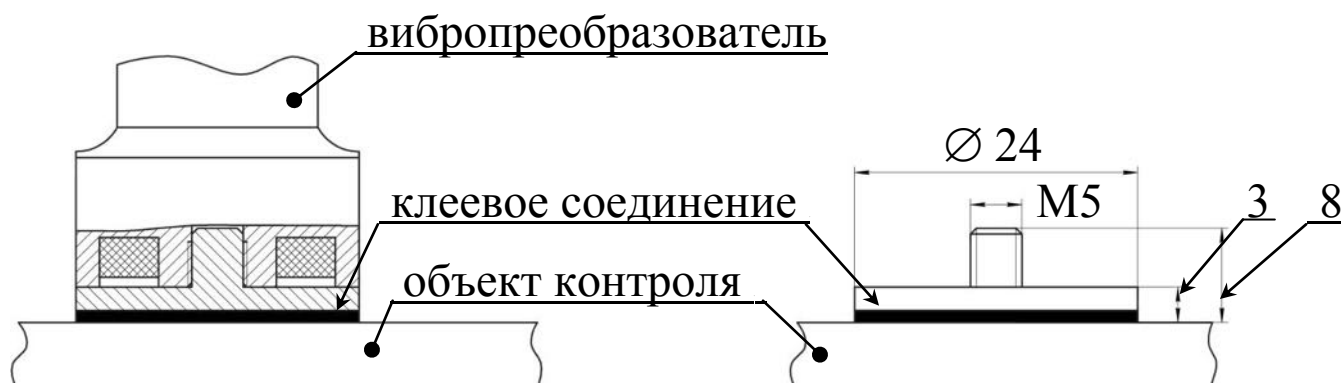 вибропреобразователь
∅ 24
клеевое соединение
M5
3
8
объект контроля